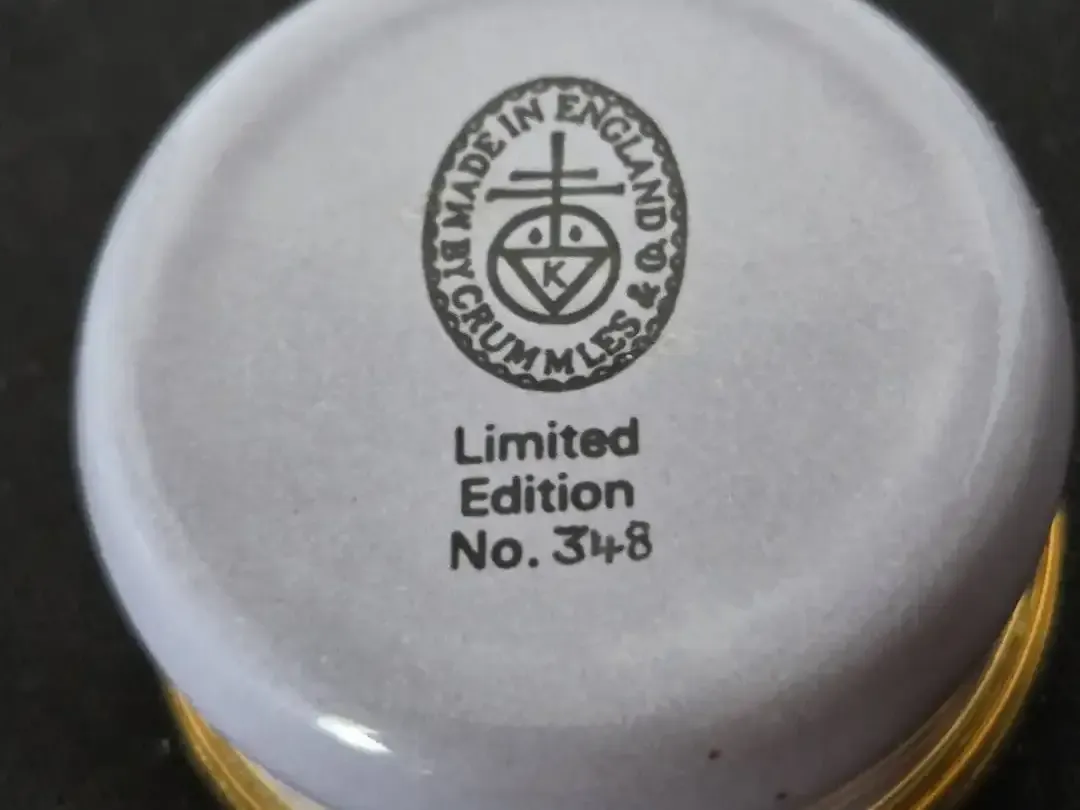 MADE IN ENGLAND
BY CRUMMLES & Co
K
Limited
Edition
No. 348